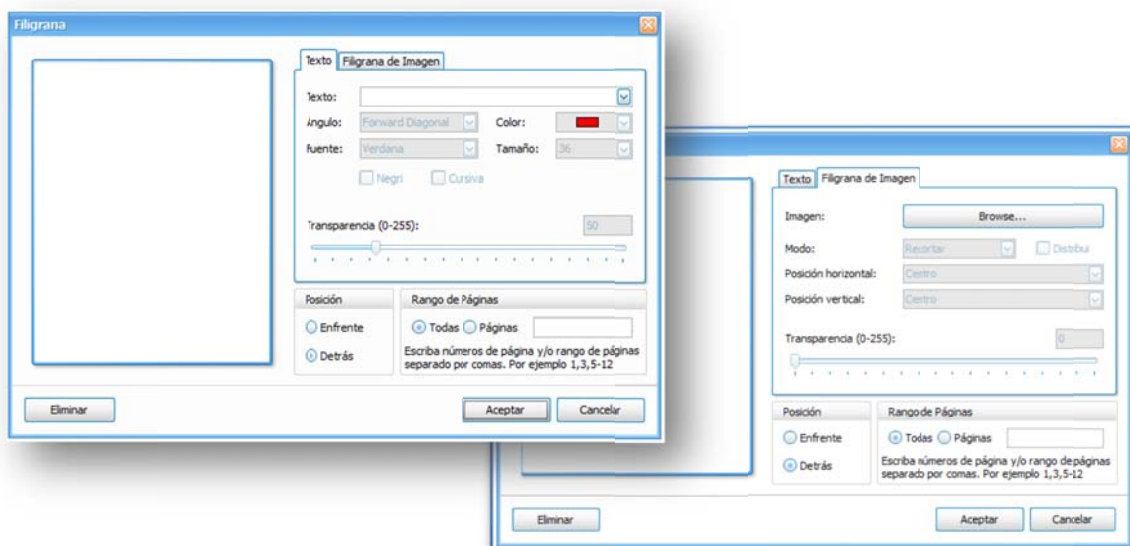 Filigrana
Texto Filigrana de Imagen
Texto:
Angulo: Forward Diagonal Color:
Fuente: Verdana Tamaño: 36
Negri Cursiva
Transparencia (0-255): 50
Posición Rango de Páginas
Enfrente Todas Páginas
Detrás Escriba números de página y/o rango de páginas
separado por comas. Por ejemplo 1,3,5-12
Eliminar Aceptar Cancelar
Texto Filigrana de Imagen
Imagen: Browse...
Modo: Recortar Distribui
Posición horizontal: Centro
Posición vertical: Centro
Transparencia (0-255): 0
Posición Rango de Páginas
Enfrente Todas Páginas
Detrás Escriba números de página y/o rango de páginas
separado por comas. Por ejemplo 1,3,5-12
Eliminar Aceptar Cancelar